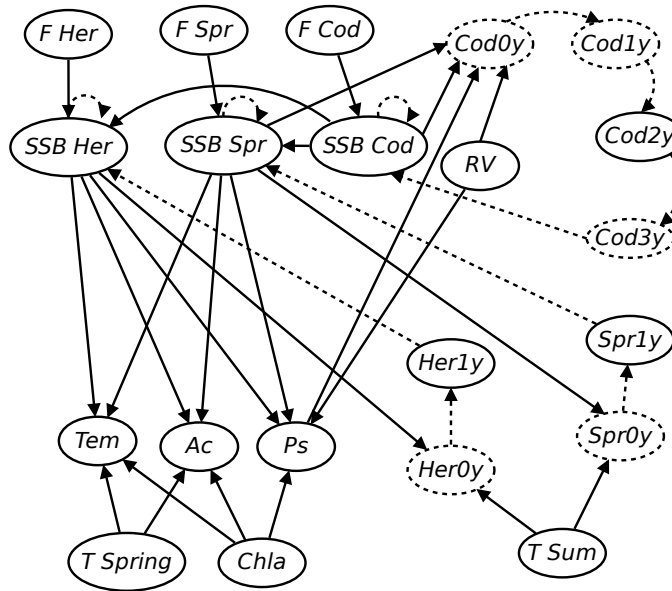 F Her
F Spr
F Cod
Cod0y
Cod1y
SSB Her
SSB Spr
SSB Cod
RV
Cod2y
Cod3y
Her1y
Spr1y
Tem
Ac
Ps
Her0y
Spr0y
T Spring
Chla
T Sum